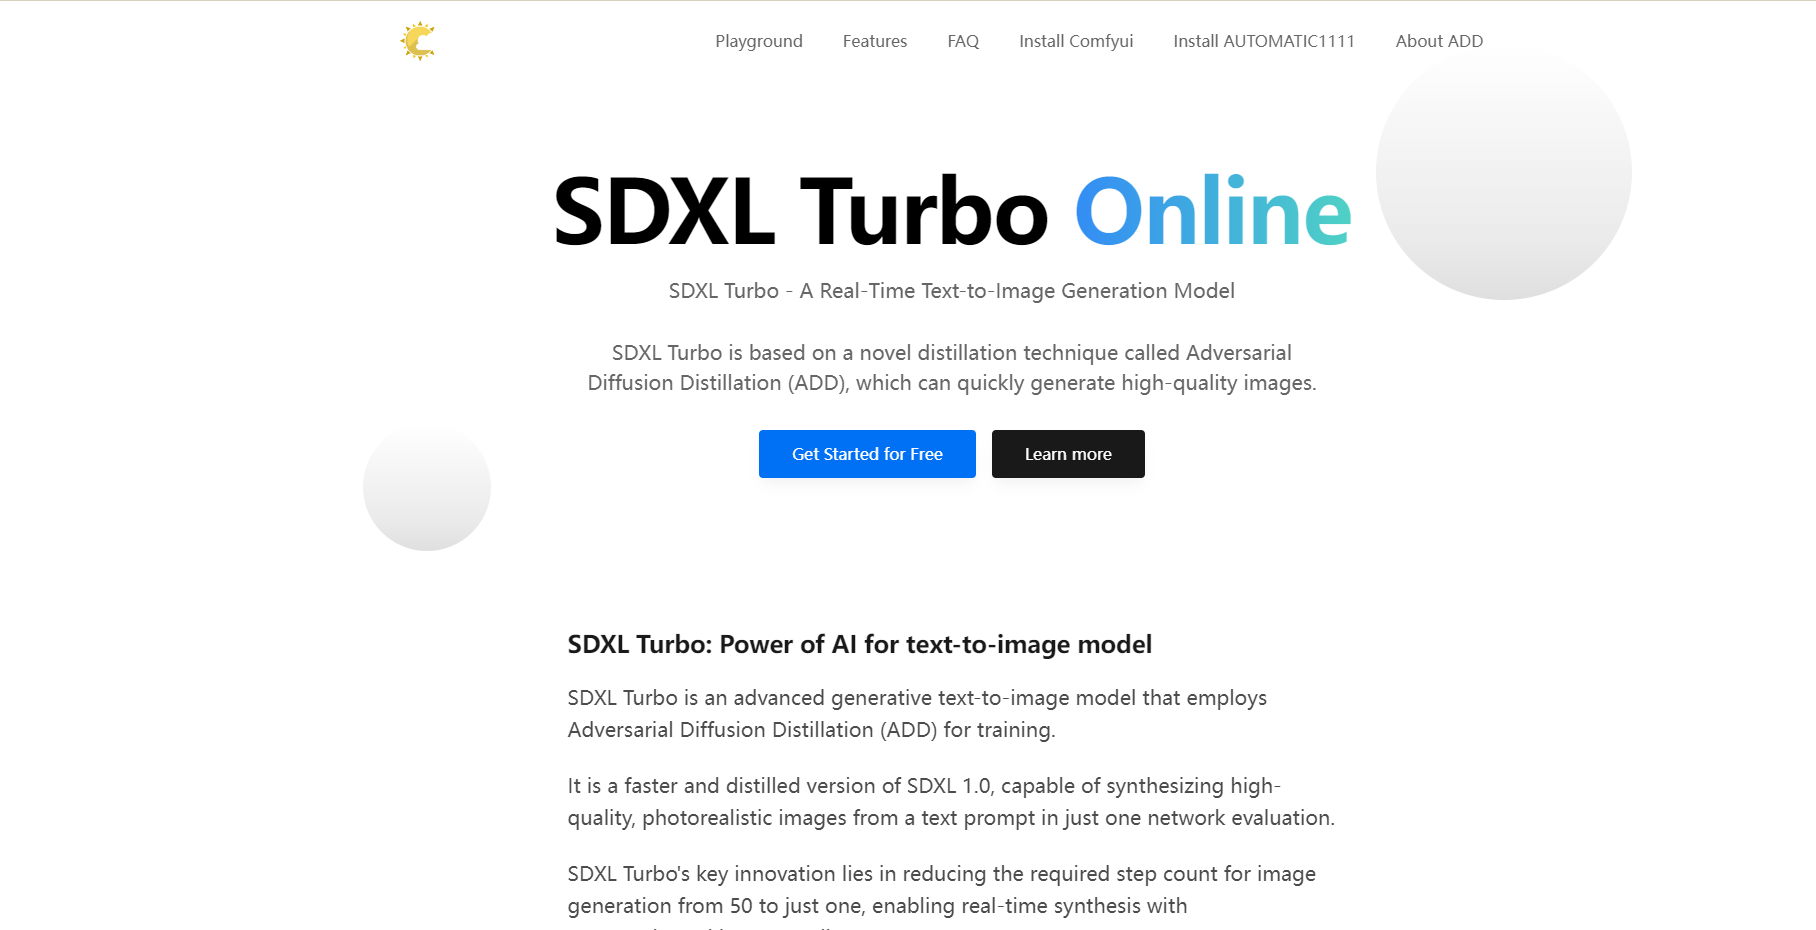 Playground Features FAQ Install Comfyui Install AUTOMATIC1111 About ADD
SDXL Turbo Online
SDXL Turbo - A Real-Time Text-to-Image Generation Model
SDXL Turbo is based on a novel distillation technique called Adversarial
Diffusion Distillation (ADD), which can quickly generate high-quality images.
Get Started for Free Learn more
SDXL Turbo: Power of AI for text-to-image model
SDXL Turbo is an advanced generative text-to-image model that employs
Adversarial Diffusion Distillation (ADD) for training.
It is a faster and distilled version of SDXL 1.0, capable of synthesizing high-
quality, photorealistic images from a text prompt in just one network evaluation.
SDXL Turbo's key innovation lies in reducing the required step count for image
generation from 50 to just one, enabling real-time synthesis with